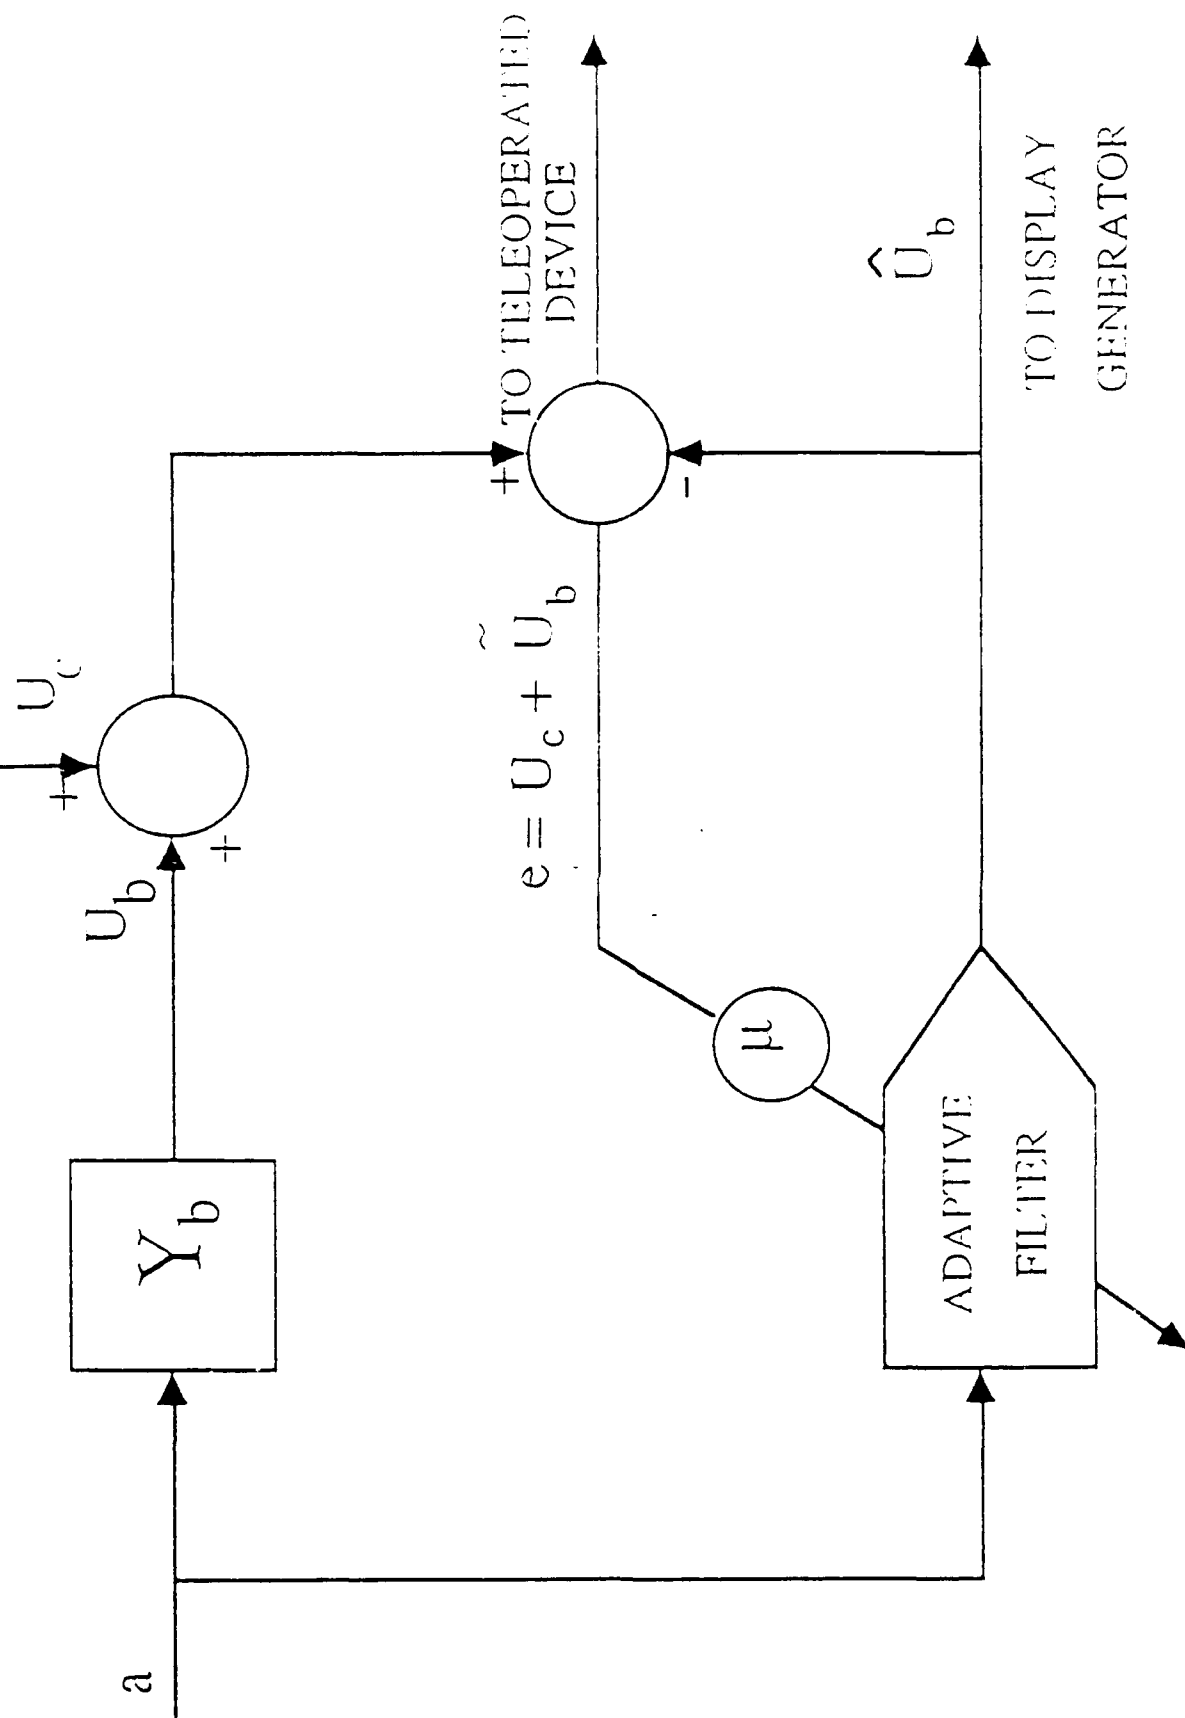 a
Y_b
U_b
+
+
U_c
+
-
TO TELEOPERATED
DEVICE
e = U_c + Ũ_b
μ
ADAPTIVE
FILTER
Û_b
TO DISPLAY
GENERATOR